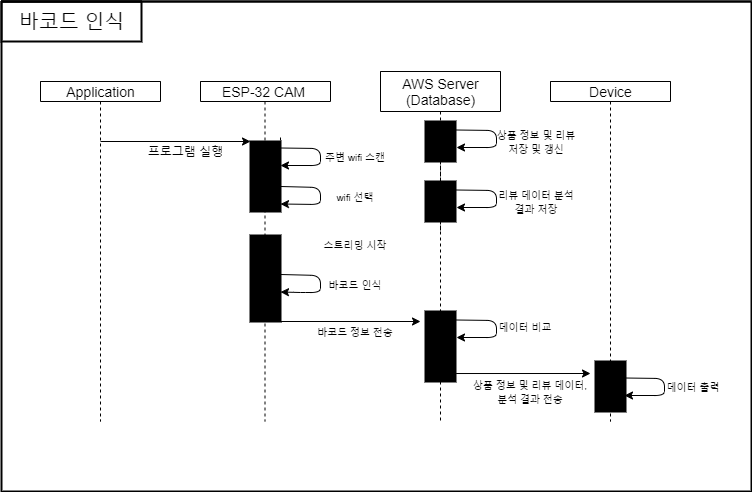 바코드 인식
Application
ESP-32 CAM
AWS Server
(Database)
Device
프로그램 실행
주변 wifi 스캔
상품 정보 및 리뷰
저장 및 갱신
wifi 선택
리뷰 데이터 분석
결과 저장
스트리밍 시작
바코드 인식
바코드 정보 전송
데이터 비교
상품 정보 및 리뷰 데이터,
분석 결과 전송
데이터 출력